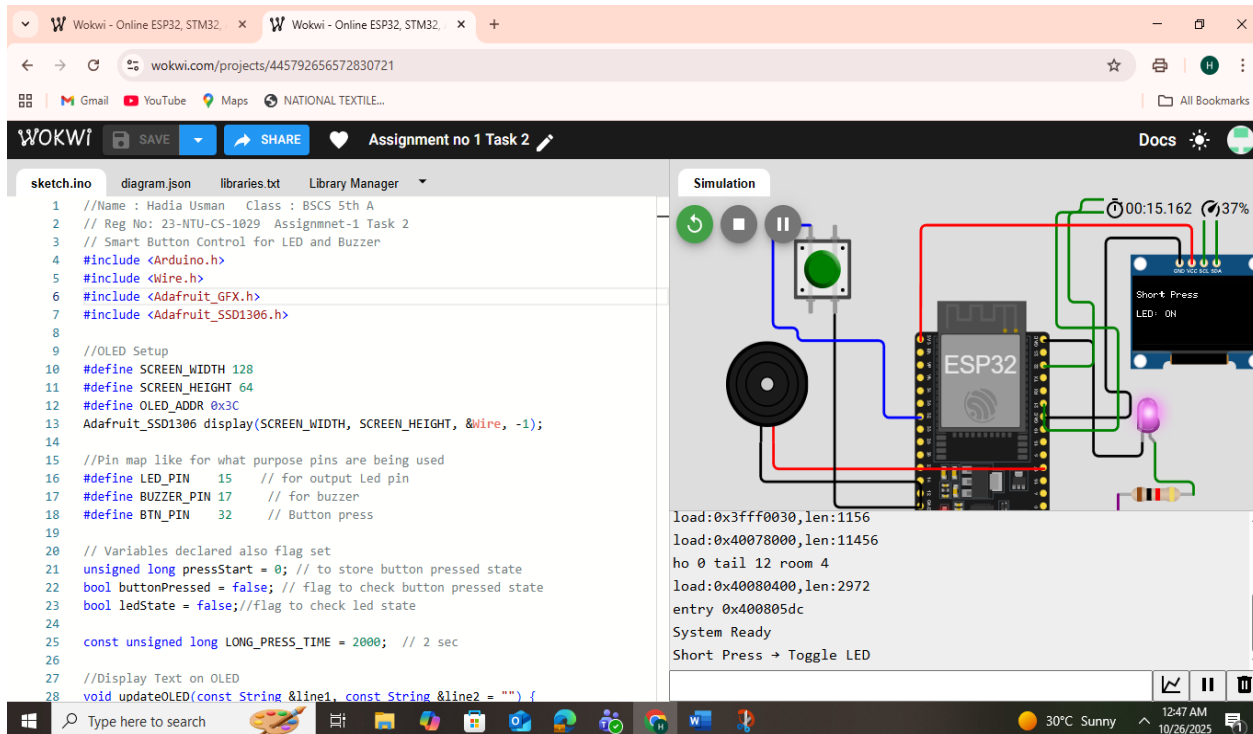 Wokwi - Online ESP32, STM32,
Wokwi - Online ESP32, STM32,
wokwi.com/projects/445792656572830721
H
Gmail
YouTube
Maps
NATIONAL TEXTILE...
All Bookmarks
WOKWI
SAVE
SHARE
Assignment no 1 Task 2
Docs
sketch.ino
diagram.json
libraries.txt
Library Manager
1 //Name : Hadia Usman   Class : BSCS 5th A
2 // Reg No: 23-NTU-CS-1029  Assignmnet-1 Task 2
3 // Smart Button Control for LED and Buzzer
4 #include <Arduino.h>
5 #include <Wire.h>
6 #include <Adafruit_GFX.h>
7 #include <Adafruit_SSD1306.h>
8
9 //OLED Setup
10 #define SCREEN_WIDTH 128
11 #define SCREEN_HEIGHT 64
12 #define OLED_ADDR 0x3C
13 Adafruit_SSD1306 display(SCREEN_WIDTH, SCREEN_HEIGHT, &Wire, -1);
14
15 //Pin map like for what purpose pins are being used
16 #define LED_PIN    15    // for output Led pin
17 #define BUZZER_PIN 17     // for buzzer
18 #define BTN_PIN    32     // Button press
19
20 // Variables declared also flag set
21 unsigned long pressStart = 0; // to store button pressed state
22 bool buttonPressed = false; // flag to check button pressed state
23 bool ledState = false;//flag to check led state
24
25 const unsigned long LONG_PRESS_TIME = 2000;  // 2 sec
26
27 //Display Text on OLED
28 void updateOLED(const String &line1, const String &line2 = "") {
Simulation
00:15.162
37%
GND VCC SCL SDA
Short Press
LED: ON
ESP32
load:0x3fff0030,len:1156
load:0x40078000,len:11456
ho 0 tail 12 room 4
load:0x40080400,len:2972
entry 0x400805dc
System Ready
Short Press → Toggle LED
Type here to search
30°C Sunny
12:47 AM
10/26/2025
1